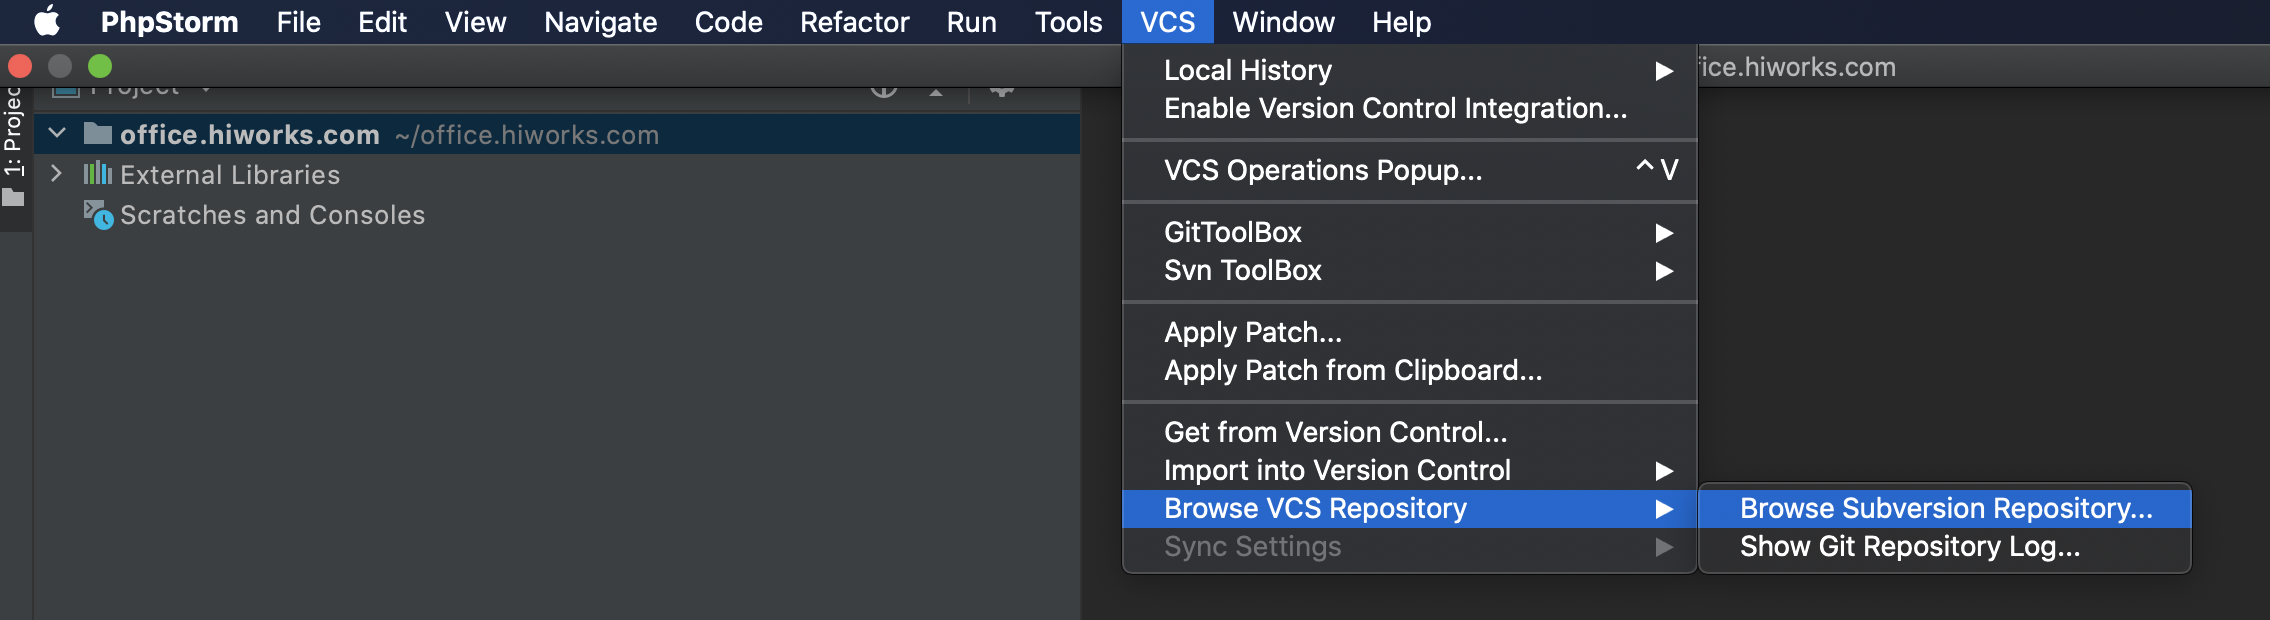 PhpStorm File Edit View Navigate Code Refactor Run Tools VCS Window Help
ice.hiworks.com
Project
1: Projec
office.hiworks.com ~/office.hiworks.com
External Libraries
Scratches and Consoles
Local History
Enable Version Control Integration...
VCS Operations Popup... ^V
GitToolBox
Svn ToolBox
Apply Patch...
Apply Patch from Clipboard...
Get from Version Control...
Import into Version Control
Browse VCS Repository
Sync Settings
Browse Subversion Repository...
Show Git Repository Log...